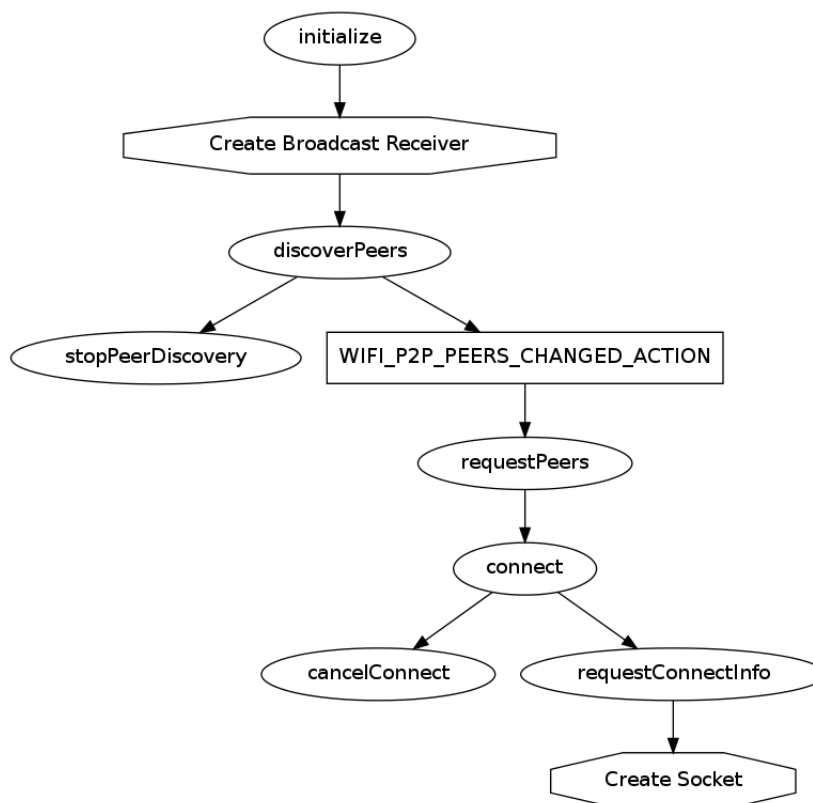 initialize
Create Broadcast Receiver
discoverPeers
stopPeerDiscovery
WIFI_P2P_PEERS_CHANGED_ACTION
requestPeers
connect
cancelConnect
requestConnectInfo
Create Socket